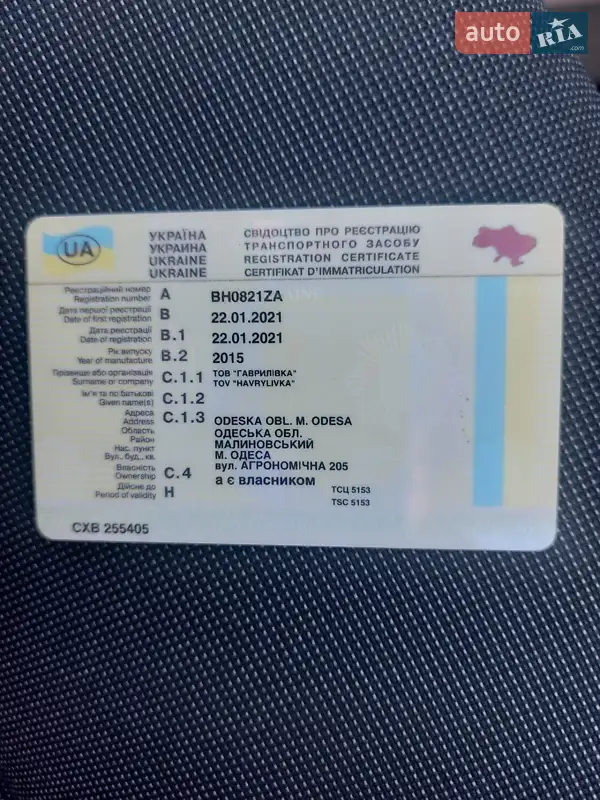 auto RIA .com
UA
УКРАЇНА
УКРАИНА
UKRAINE
UKRAINE
СВІДОЦТВО ПРО РЕЄСТРАЦІЮ
ТРАНСПОРТНОГО ЗАСОБУ
REGISTRATION CERTIFICATE
CERTIFIKAT D'IMMATRICULATION
Реєстраційний номер
Registration number A BH0821ZA
Дата першої реєстрації
Date of first registration B 22.01.2021
Дата реєстрації
Date of registration B.1 22.01.2021
Рік випуску
Year of manufacture B.2 2015
Прізвище або організація
Surname or company C.1.1 ТОВ "ГАВРИЛІВКА"
TOV "HAVRYLIVKA"
Ім'я та по батькові
Given name(s) C.1.2
Адреса
Address C.1.3 ODESKA OBL. M. ODESA
Область ОДЕСЬКА ОБЛ.
Район МАЛИНОВСЬКИЙ
Нас. пункт М. ОДЕСА
Вул., буд., кв. вул. АГРОНОМІЧНА 205
Власність
Ownership C.4 а є власником
Дійсне до
Period of validity H
ТСЦ 5153
TSC 5153
СХВ 255405